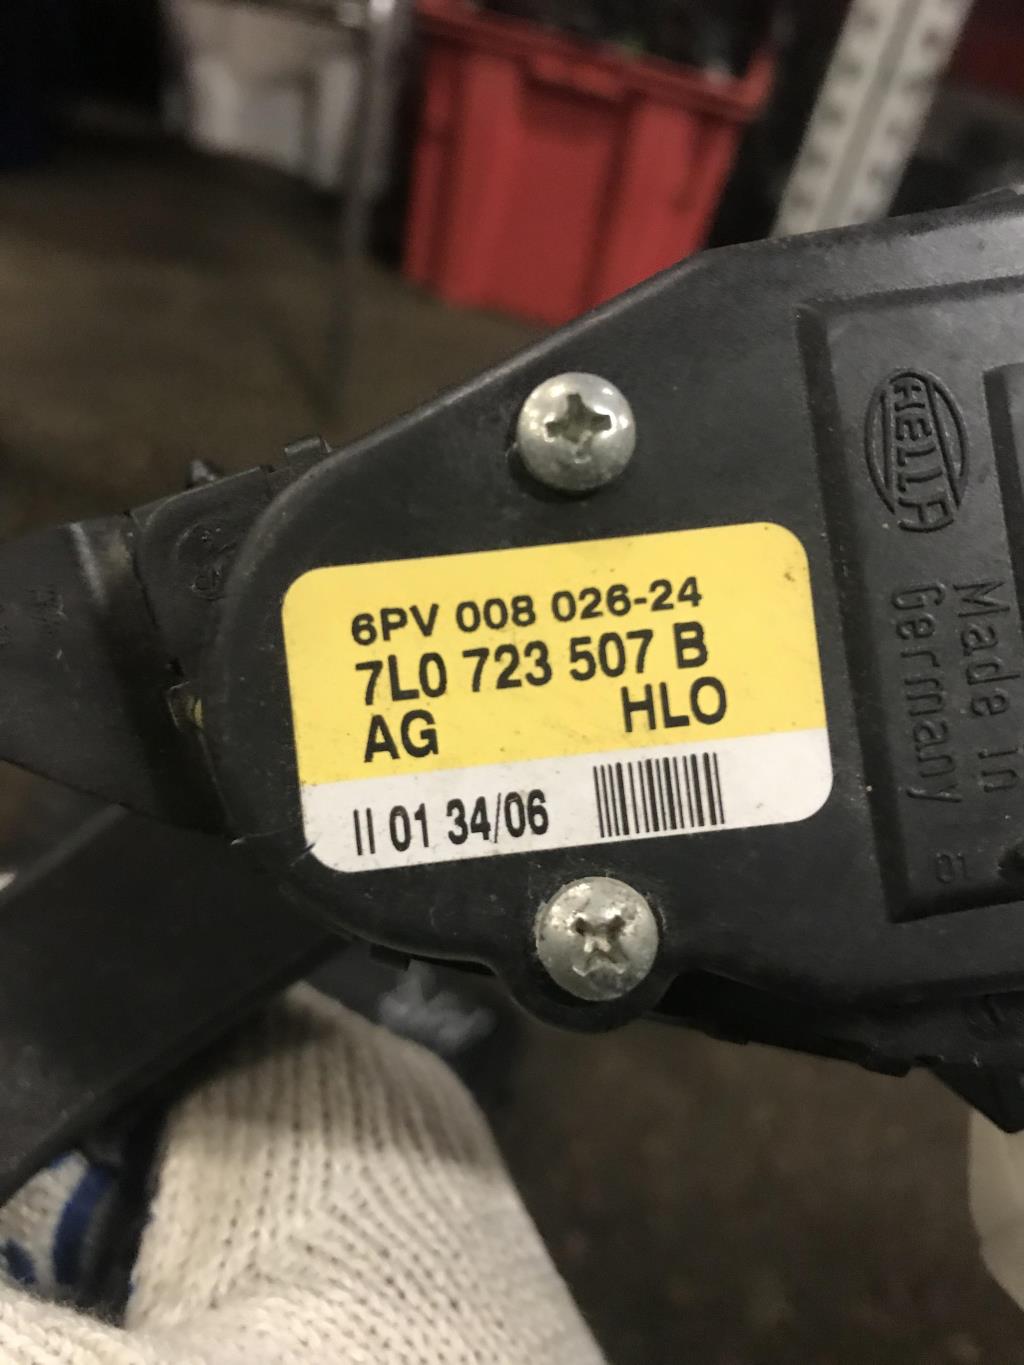 6PV 008 026-24
7L0 723 507 B
AG HLO
II 01 34/06
HELLA
Made in
Germany
01